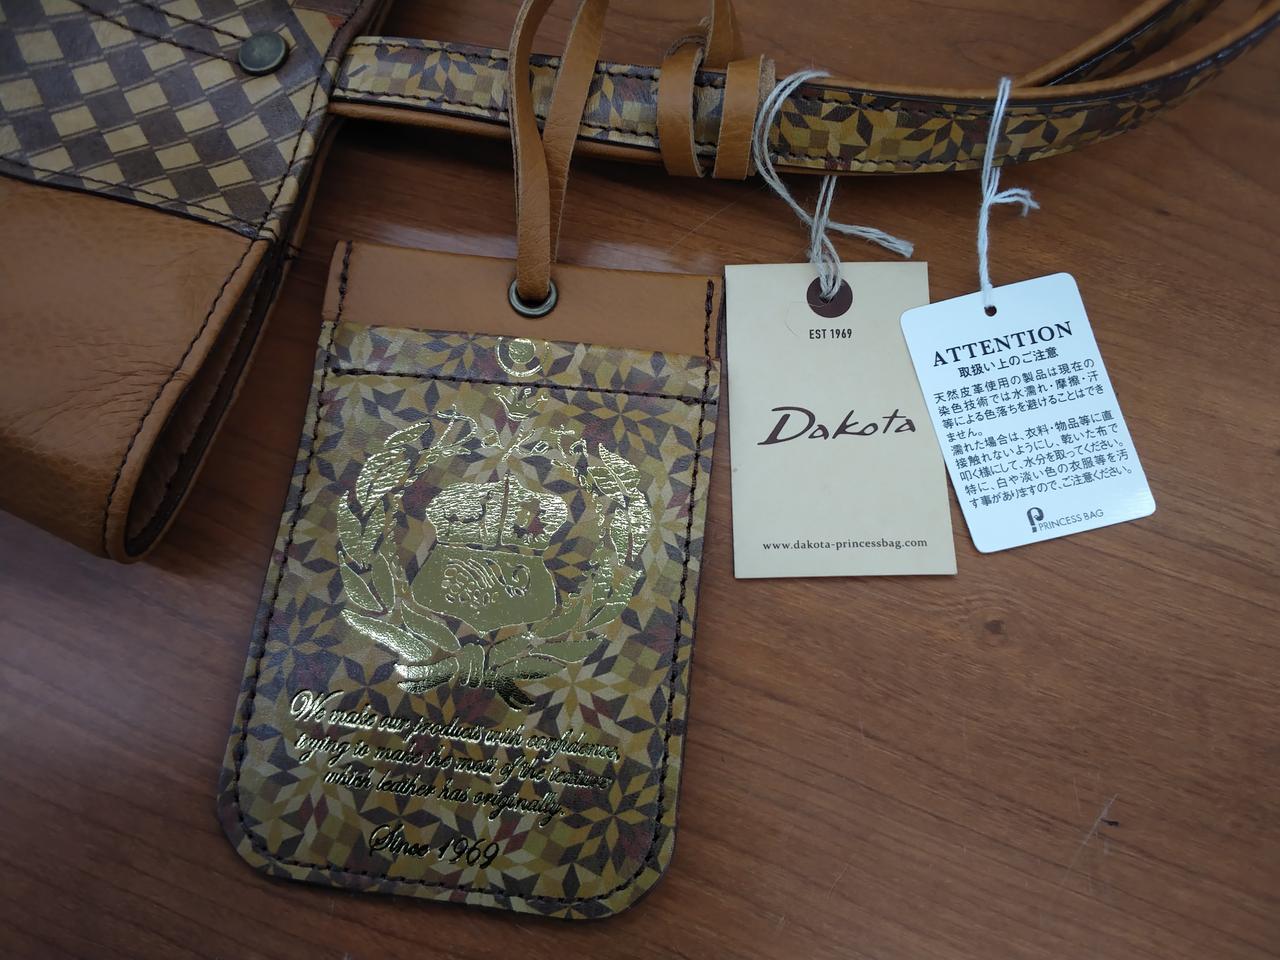 Dakota
We make our products with confidence,
trying to make the most of the texture
which leather has originally.
Since 1969
EST 1969
Dakota
www.dakota-princessbag.com
ATTENTION
取扱い上のご注意
天然皮革使用の製品は現在の
染色技術では水濡れ・摩擦・汗
等による色落ちを避けることはでき
ません。
濡れた場合は、衣料・物品等に直
接触れないようにし、乾いた布で
叩く様にして、水分を取ってください。
特に、白や淡い色の衣服等を汚
す事がありますので、ご注意ください。
PRINCESS BAG